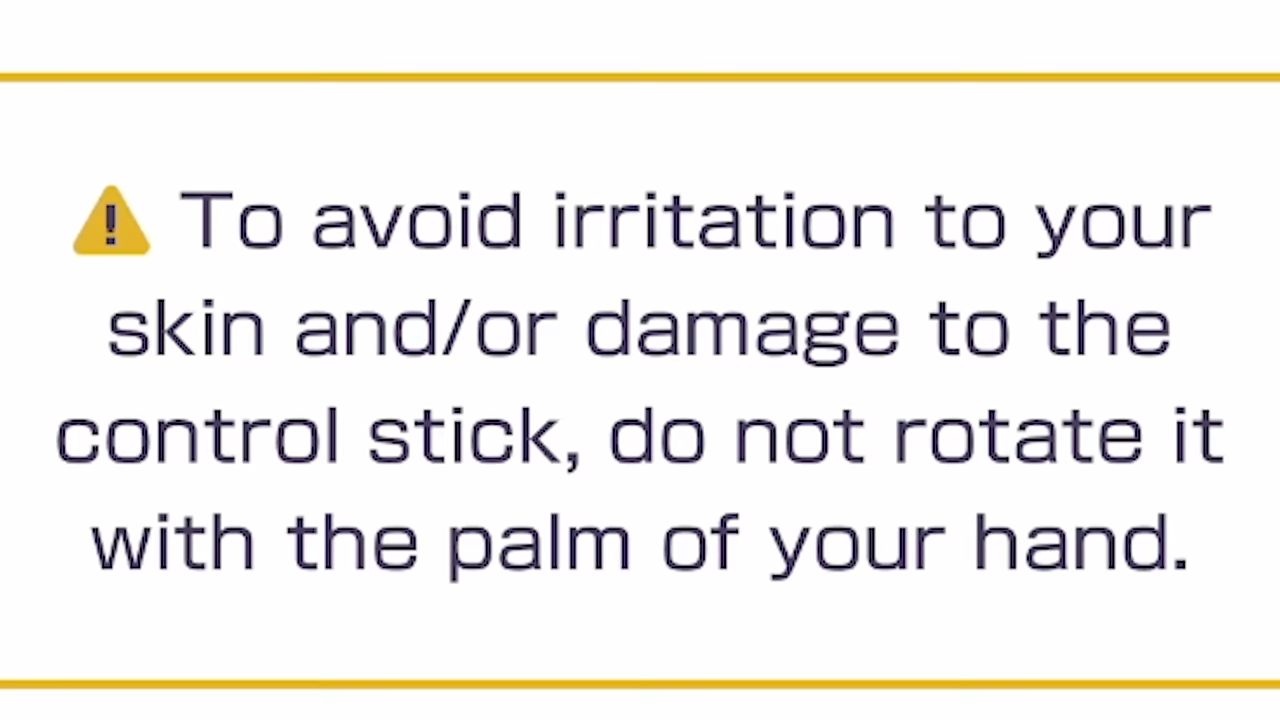 To avoid irritation to your
skin and/or damage to the
control stick, do not rotate it
with the palm of your hand.